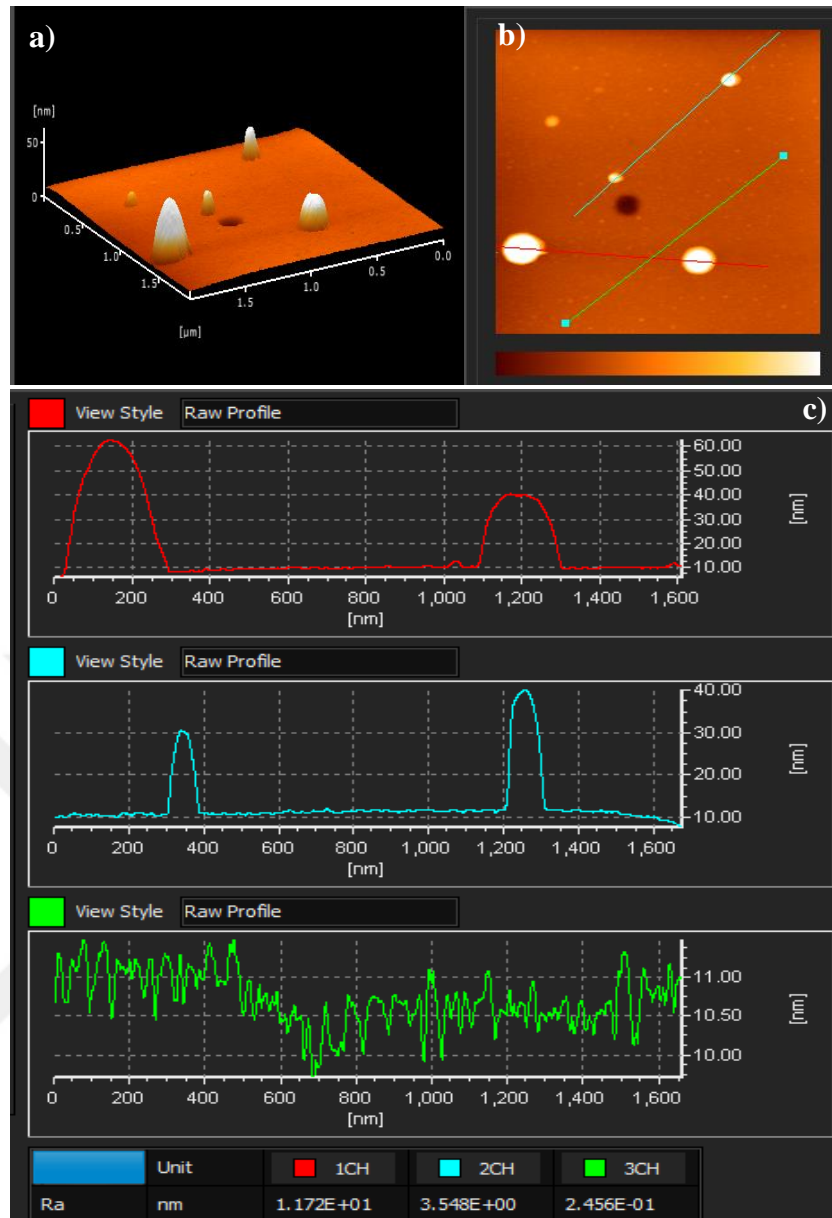 a)
b)
[nm]
50
0
0.5
1.0
1.5
1.5
1.0
0.5
0.0
[µm]
c)
View Style Raw Profile
60.00
50.00
40.00
30.00
20.00
10.00
[nm]
0 200 400 600 800 1,000 1,200 1,400 1,600
[nm]
View Style Raw Profile
40.00
30.00
20.00
10.00
[nm]
0 200 400 600 800 1,000 1,200 1,400 1,600
[nm]
View Style Raw Profile
11.00
10.50
10.00
[nm]
0 200 400 600 800 1,000 1,200 1,400 1,600
[nm]
Unit 1CH 2CH 3CH
Ra nm 1.172E+01 3.548E+00 2.456E-01